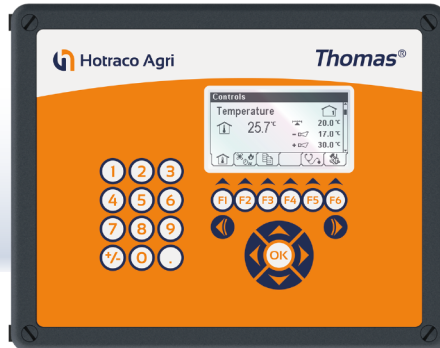 Hotraco Agri
Thomas®
Controls
Temperature
1
25.7°C
20.0°C
- 17.0°C
+ 30.0°C
1 2 3
F1 F2 F3 F4 F5 F6
4 5 6
7 8 9
+/- 0 .
OK